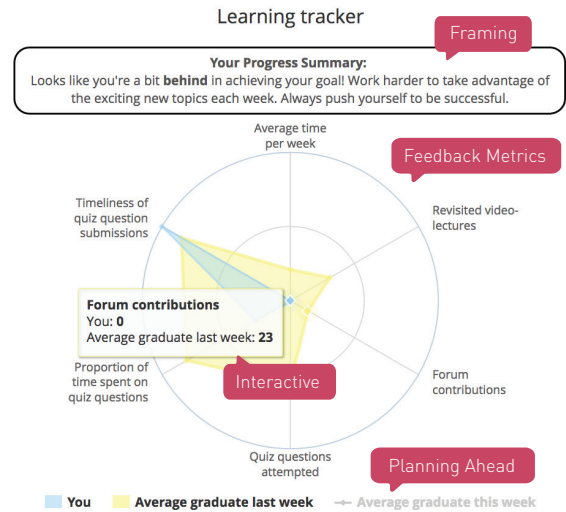 Learning tracker
Framing
Your Progress Summary:
Looks like you're a bit behind in achieving your goal! Work harder to take advantage of
the exciting new topics each week. Always push yourself to be successful.
Average time
per week
Feedback Metrics
Timeliness of
quiz question
submissions
Revisited video-
lectures
Forum contributions
You: 0
Average graduate last week: 23
Interactive
Proportion of
time spent on
quiz questions
Forum
contributions
Quiz questions
attempted
Planning Ahead
You
Average graduate last week
Average graduate this week